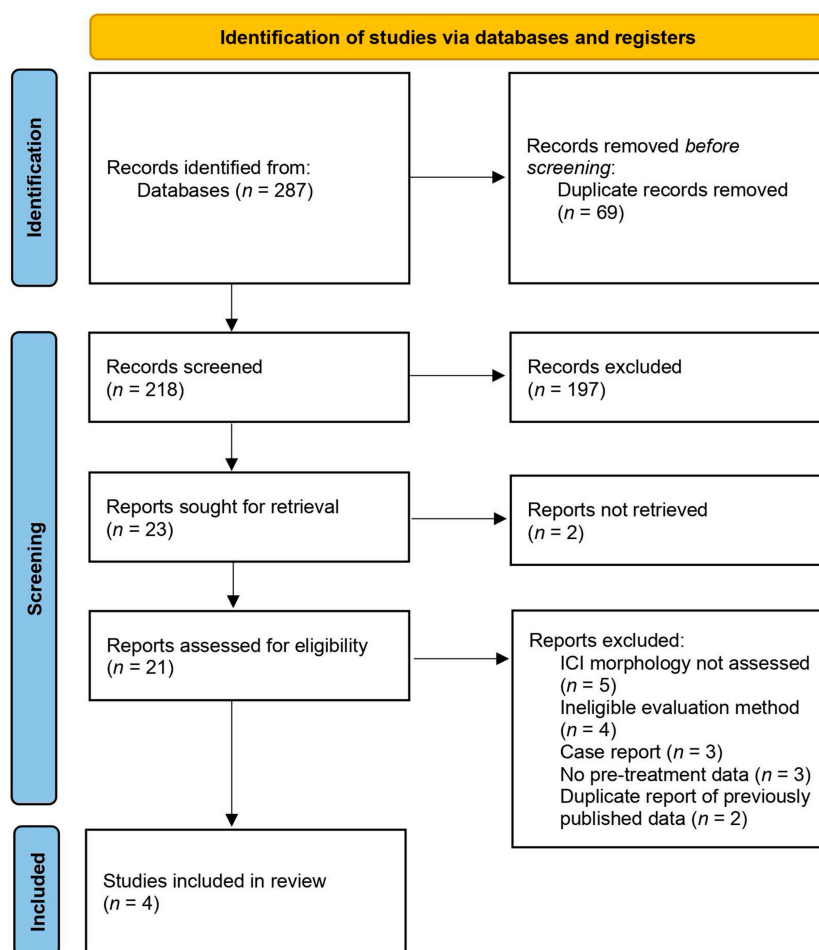 Identification of studies via databases and registers
Identification
Records identified from:
Databases (n = 287)
Records removed before
screening:
Duplicate records removed
(n = 69)
Screening
Records screened
(n = 218)
Records excluded
(n = 197)
Reports sought for retrieval
(n = 23)
Reports not retrieved
(n = 2)
Reports assessed for eligibility
(n = 21)
Reports excluded:
ICI morphology not assessed
(n = 5)
Ineligible evaluation method
(n = 4)
Case report (n = 3)
No pre-treatment data (n = 3)
Duplicate report of previously
published data (n = 2)
Included
Studies included in review
(n = 4)